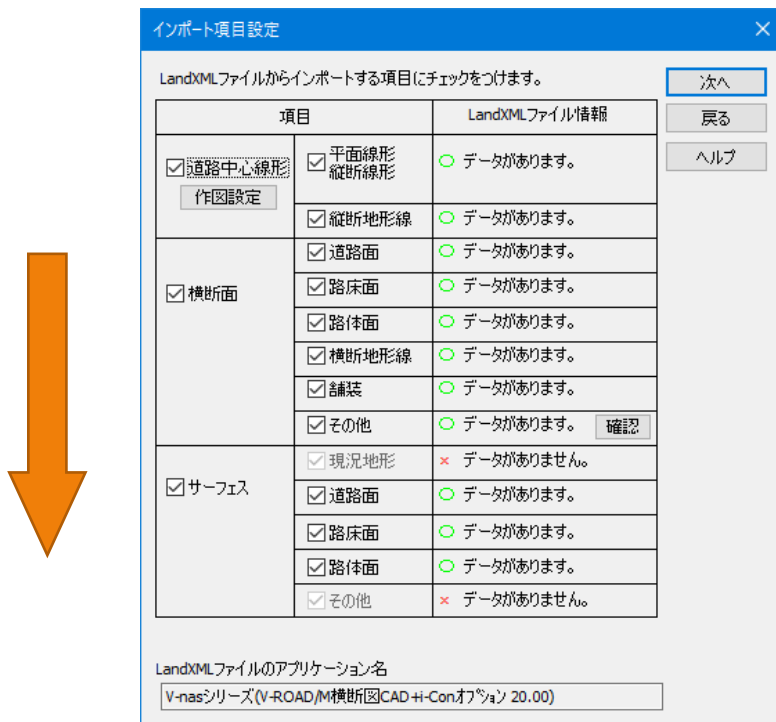 インポート項目設定
LandXMLファイルからインポートする項目にチェックをつけます。
次へ
戻る
ヘルプ
項目
LandXMLファイル情報
道路中心線形
作図設定
平面線形
縦断線形
○ データがあります。
縦断地形線
○ データがあります。
横断面
道路面
○ データがあります。
路床面
○ データがあります。
路体面
○ データがあります。
横断地形線
○ データがあります。
舗装
○ データがあります。
その他
○ データがあります。
確認
サーフェス
現況地形
× データがありません。
道路面
○ データがあります。
路床面
○ データがあります。
路体面
○ データがあります。
その他
× データがありません。
LandXMLファイルのアプリケーション名
V-nasシリーズ(V-ROAD/M横断図CAD+i-Conオプション 20.00)